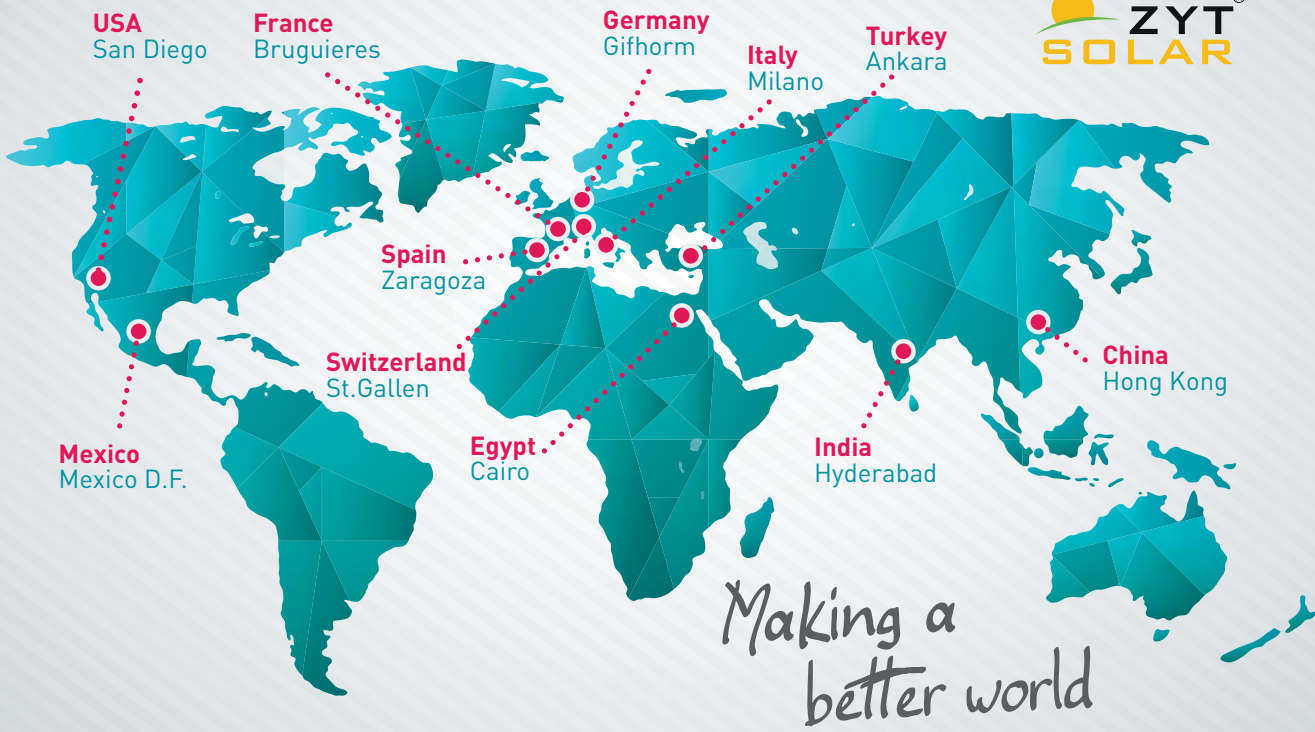 USA
San Diego
France
Bruguieres
Germany
Gifhorm
Italy
Milano
Turkey
Ankara
®
ZYT
SOLAR
Spain
Zaragoza
Switzerland
St.Gallen
China
Hong Kong
Mexico
Mexico D.F.
Egypt
Cairo
India
Hyderabad
Making a
better world